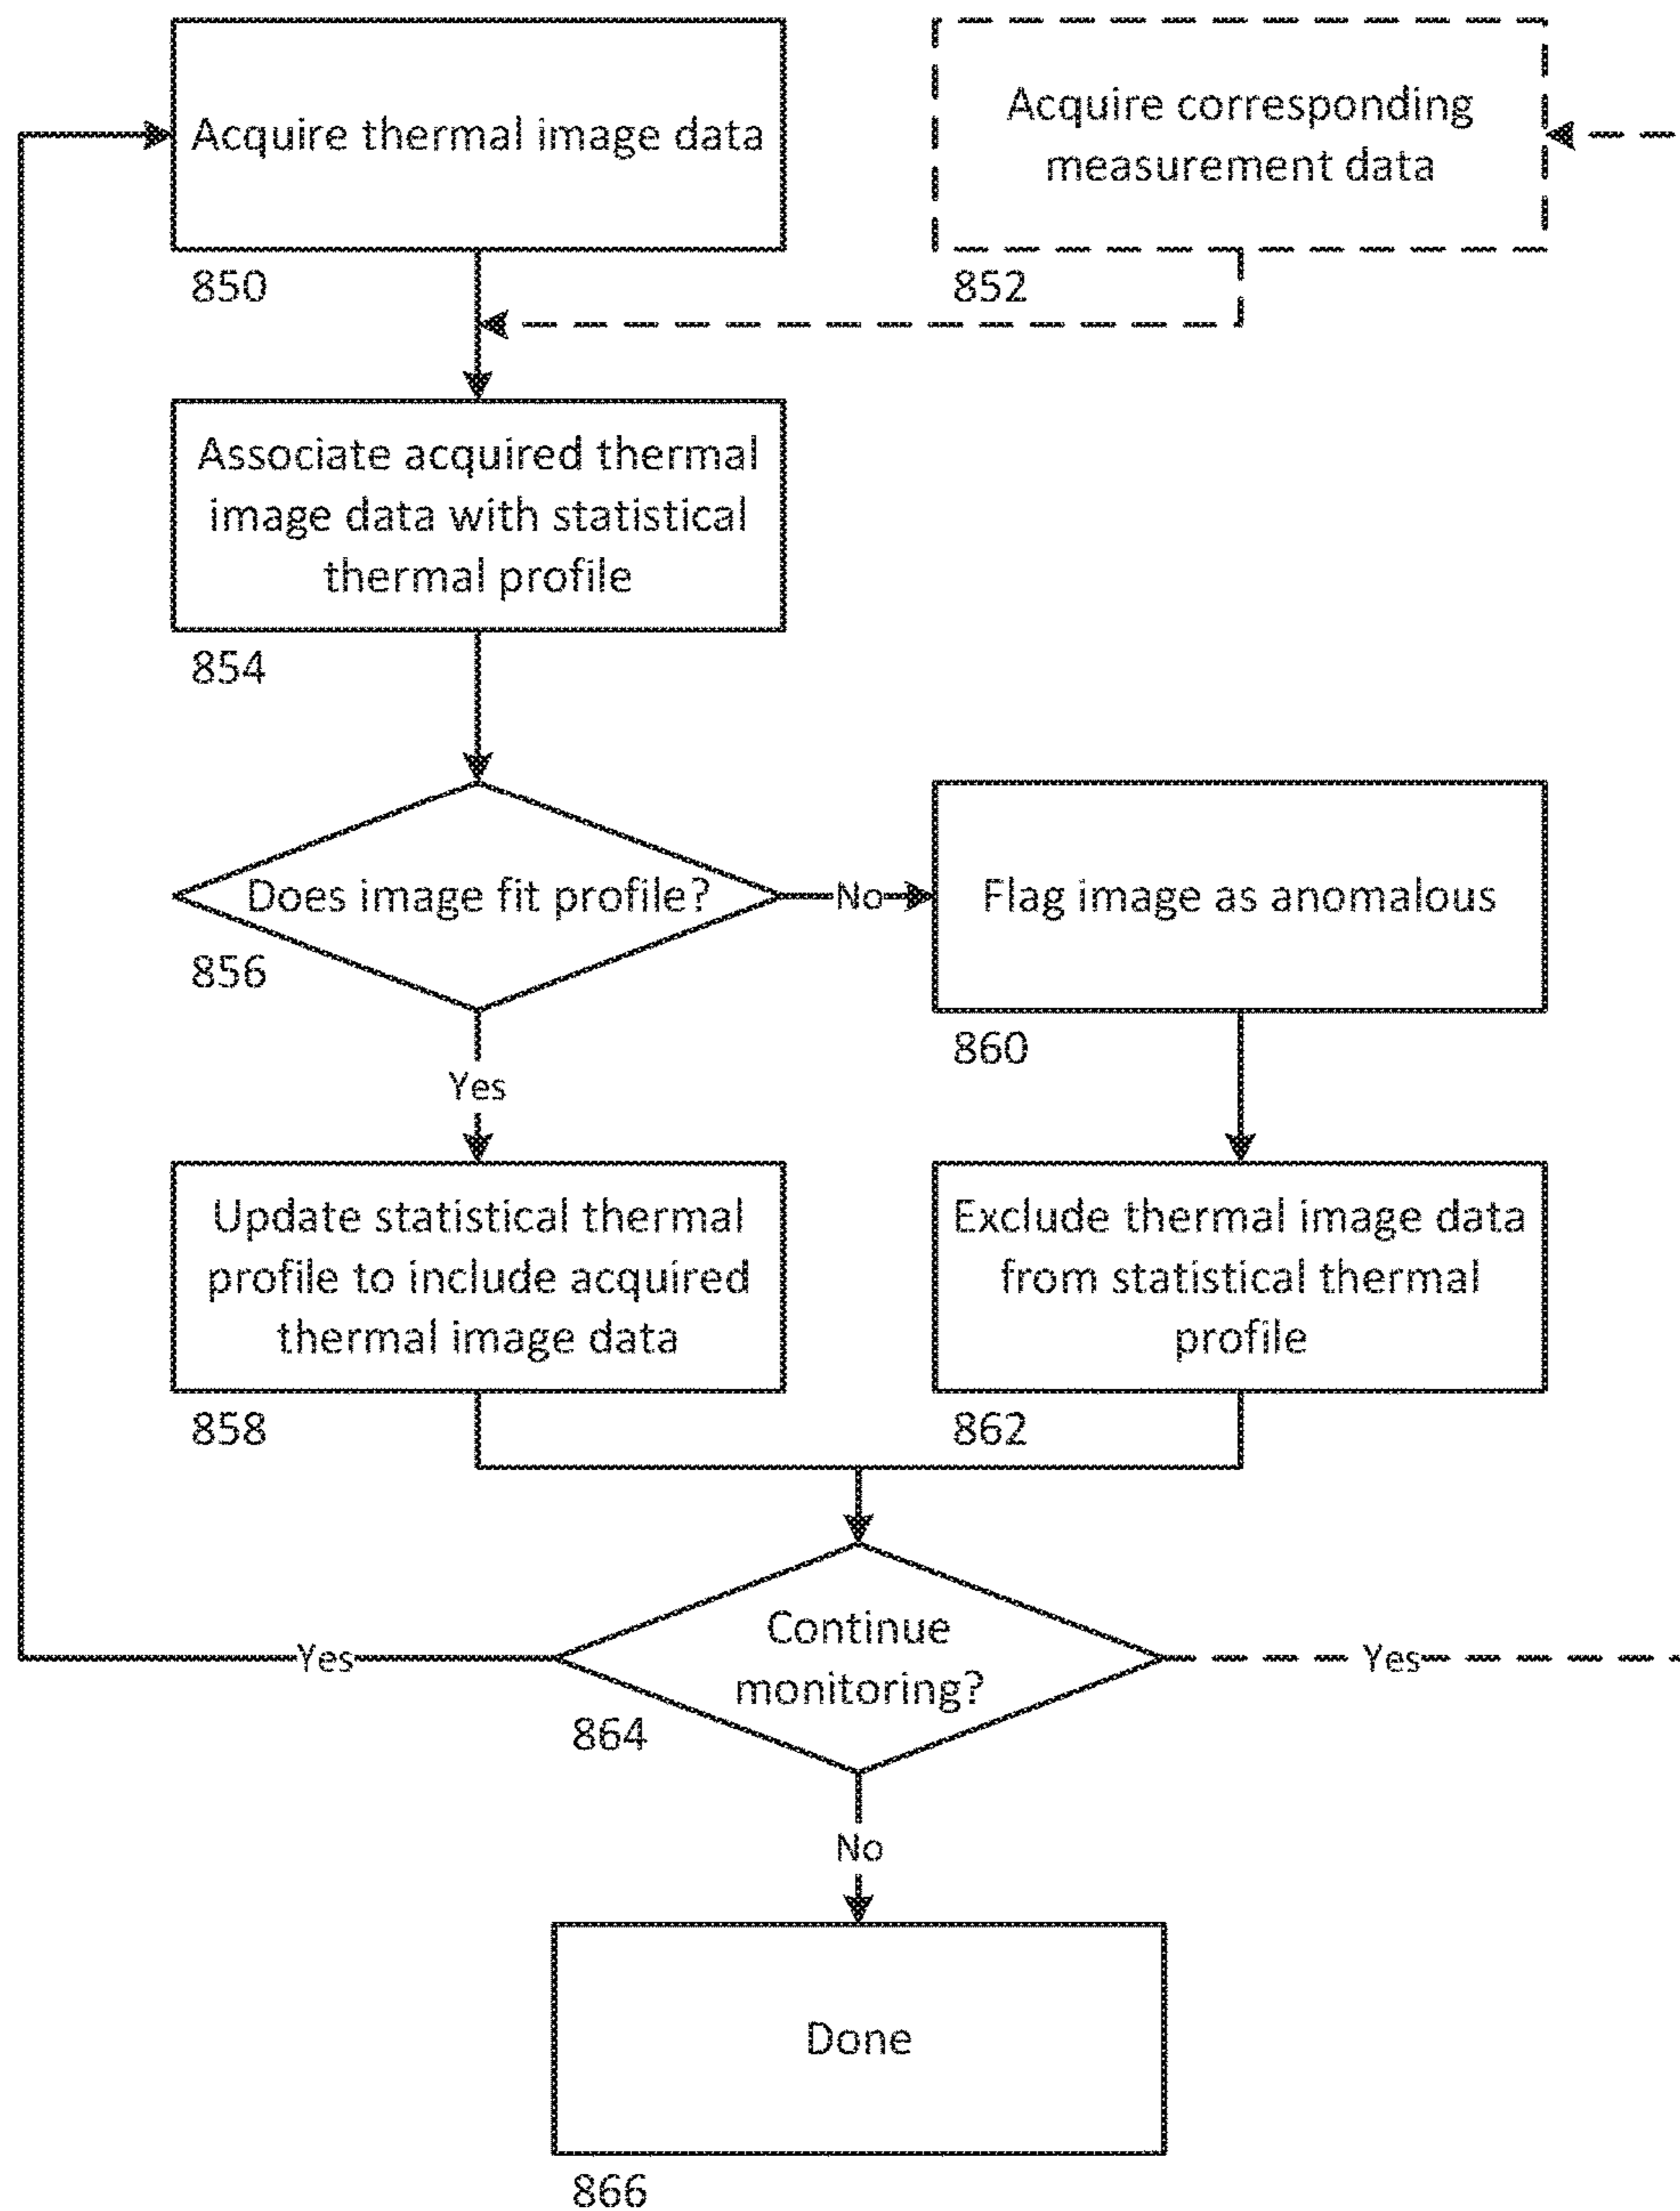 Acquire thermal image data
850
Acquire corresponding
measurement data
852
Associate acquired thermal
image data with statistical
thermal profile
854
Does image fit profile?
856
No
Flag image as anomalous
860
Yes
Update statistical thermal
profile to include acquired
thermal image data
858
Exclude thermal image data
from statistical thermal
profile
862
Continue
monitoring?
864
Yes
Yes
No
Done
866